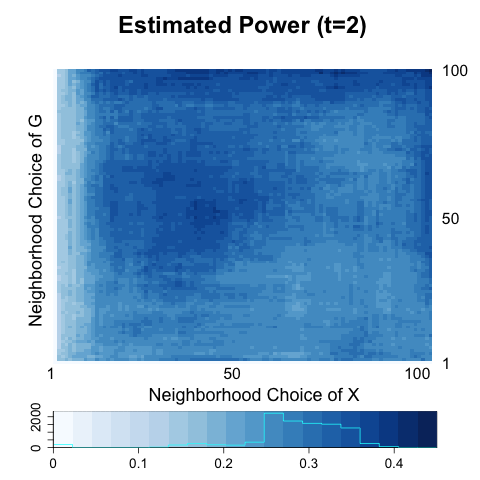 Estimated Power (t=2)
Neighborhood Choice of G
100
50
1
1 50 100
Neighborhood Choice of X
0 2000
0 0.1 0.2 0.3 0.4